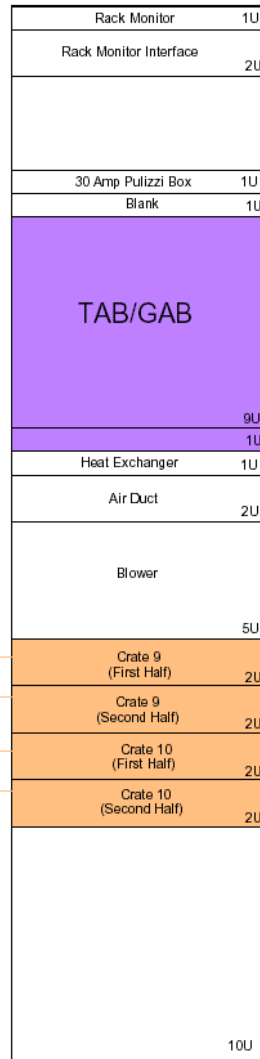 Rack Monitor 1U
Rack Monitor Interface
2U
30 Amp Pulizzi Box 1U
Blank 1U
TAB/GAB
9U
1U
Heat Exchanger 1U
Air Duct
2U
Blower
5U
Crate 9
(First Half) 2U
Crate 9
(Second Half) 2U
Crate 10
(First Half) 2U
Crate 10
(Second Half) 2U
10U